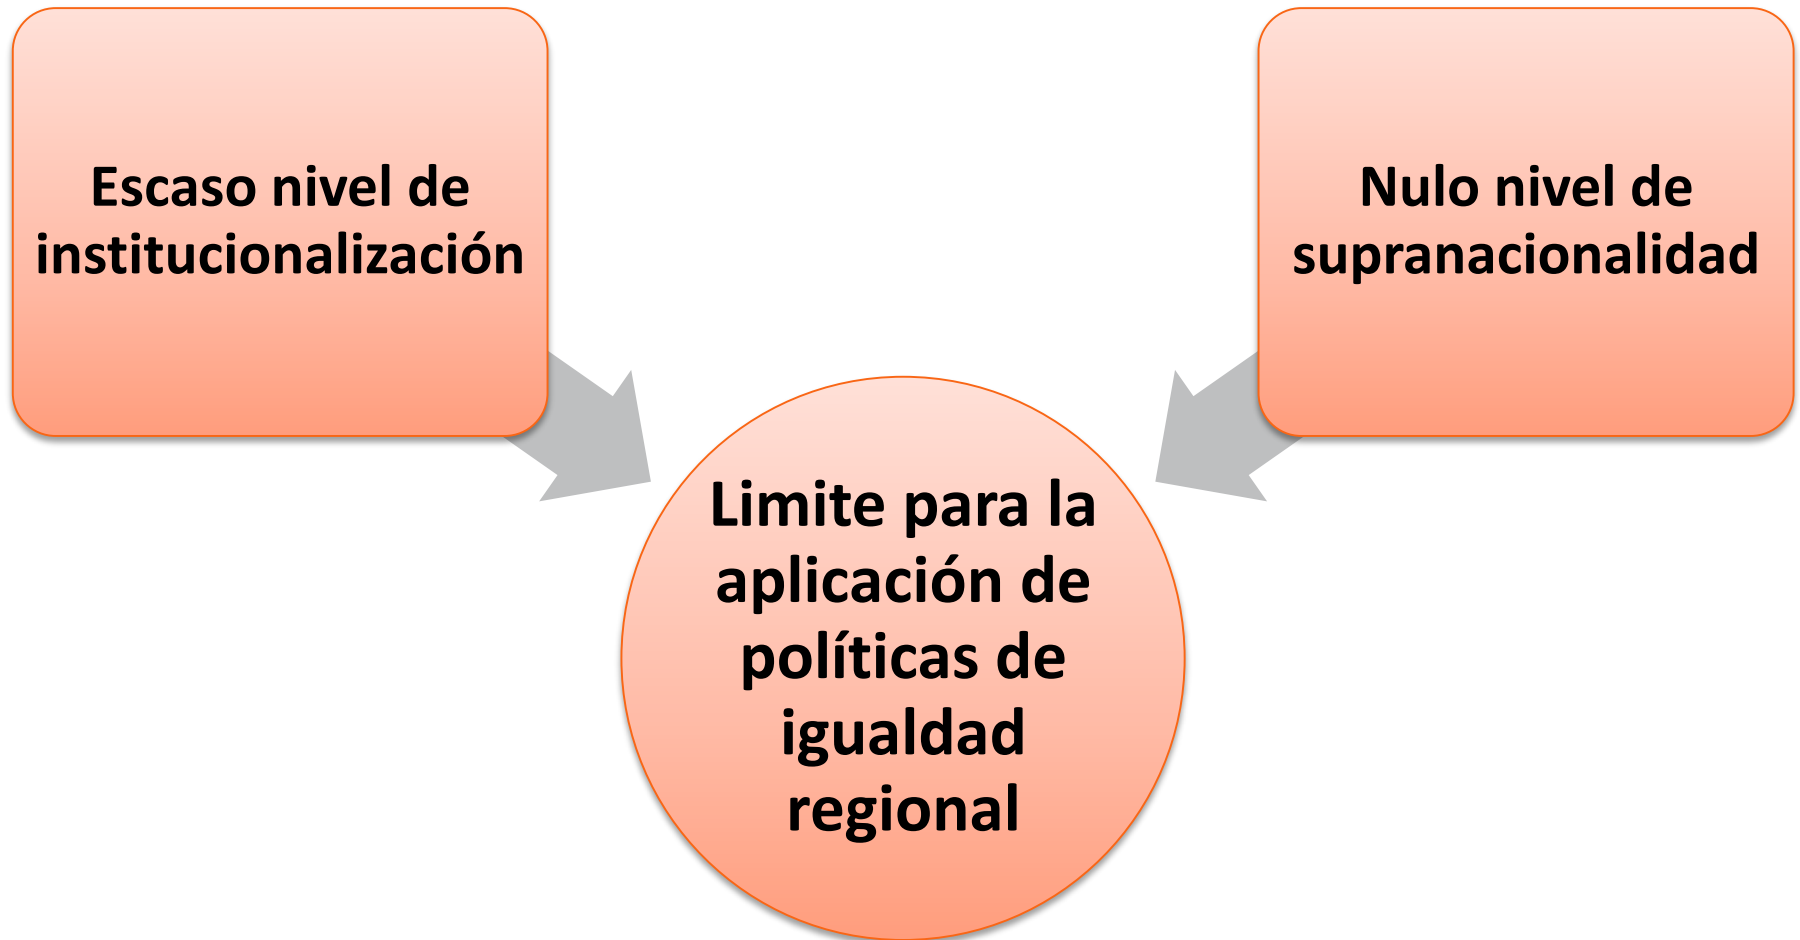 Escaso nivel de
institucionalización
Nulo nivel de
supranacionalidad
Limite para la
aplicación de
políticas de
igualdad
regional